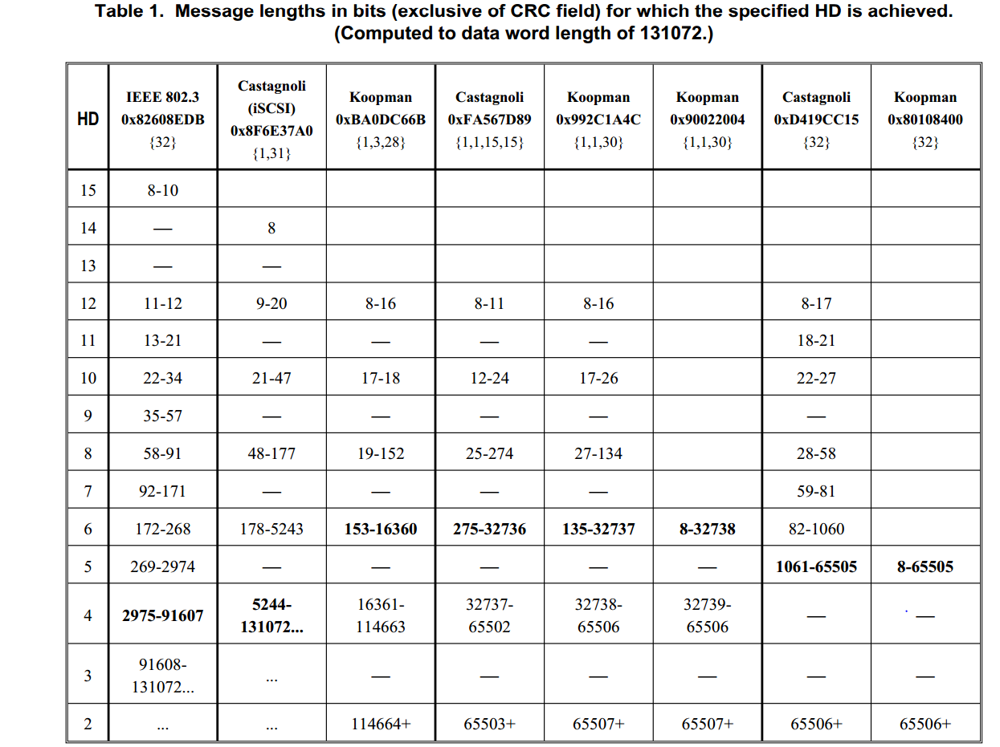 Table 1. Message lengths in bits (exclusive of CRC field) for which the specified HD is achieved.
(Computed to data word length of 131072.)
HD | IEEE 802.3 0x82608EDB {32} | Castagnoli (iSCSI) 0x8F6E37A0 {1,31} | Koopman 0xBA0DC66B {1,3,28} | Castagnoli 0xFA567D89 {1,1,15,15} | Koopman 0x992C1A4C {1,1,30} | Koopman 0x90022004 {1,1,30} | Castagnoli 0xD419CC15 {32} | Koopman 0x80108400 {32}
15 | 8-10 | | | | | | |
14 | — | 8 | | | | | |
13 | — | — | | | | | |
12 | 11-12 | 9-20 | 8-16 | 8-11 | 8-16 | | 8-17 |
11 | 13-21 | — | — | — | — | | 18-21 |
10 | 22-34 | 21-47 | 17-18 | 12-24 | 17-26 | | 22-27 |
9 | 35-57 | — | — | — | — | | — |
8 | 58-91 | 48-177 | 19-152 | 25-274 | 27-134 | | 28-58 |
7 | 92-171 | — | — | — | — | | 59-81 |
6 | 172-268 | 178-5243 | 153-16360 | 275-32736 | 135-32737 | 8-32738 | 82-1060 |
5 | 269-2974 | — | — | — | — | — | 1061-65505 | 8-65505
4 | 2975-91607 | 5244-131072... | 16361-114663 | 32737-65502 | 32738-65506 | 32739-65506 | — | —
3 | 91608-131072... | ... | — | — | — | — | — | —
2 | ... | ... | 114664+ | 65503+ | 65507+ | 65507+ | 65506+ | 65506+